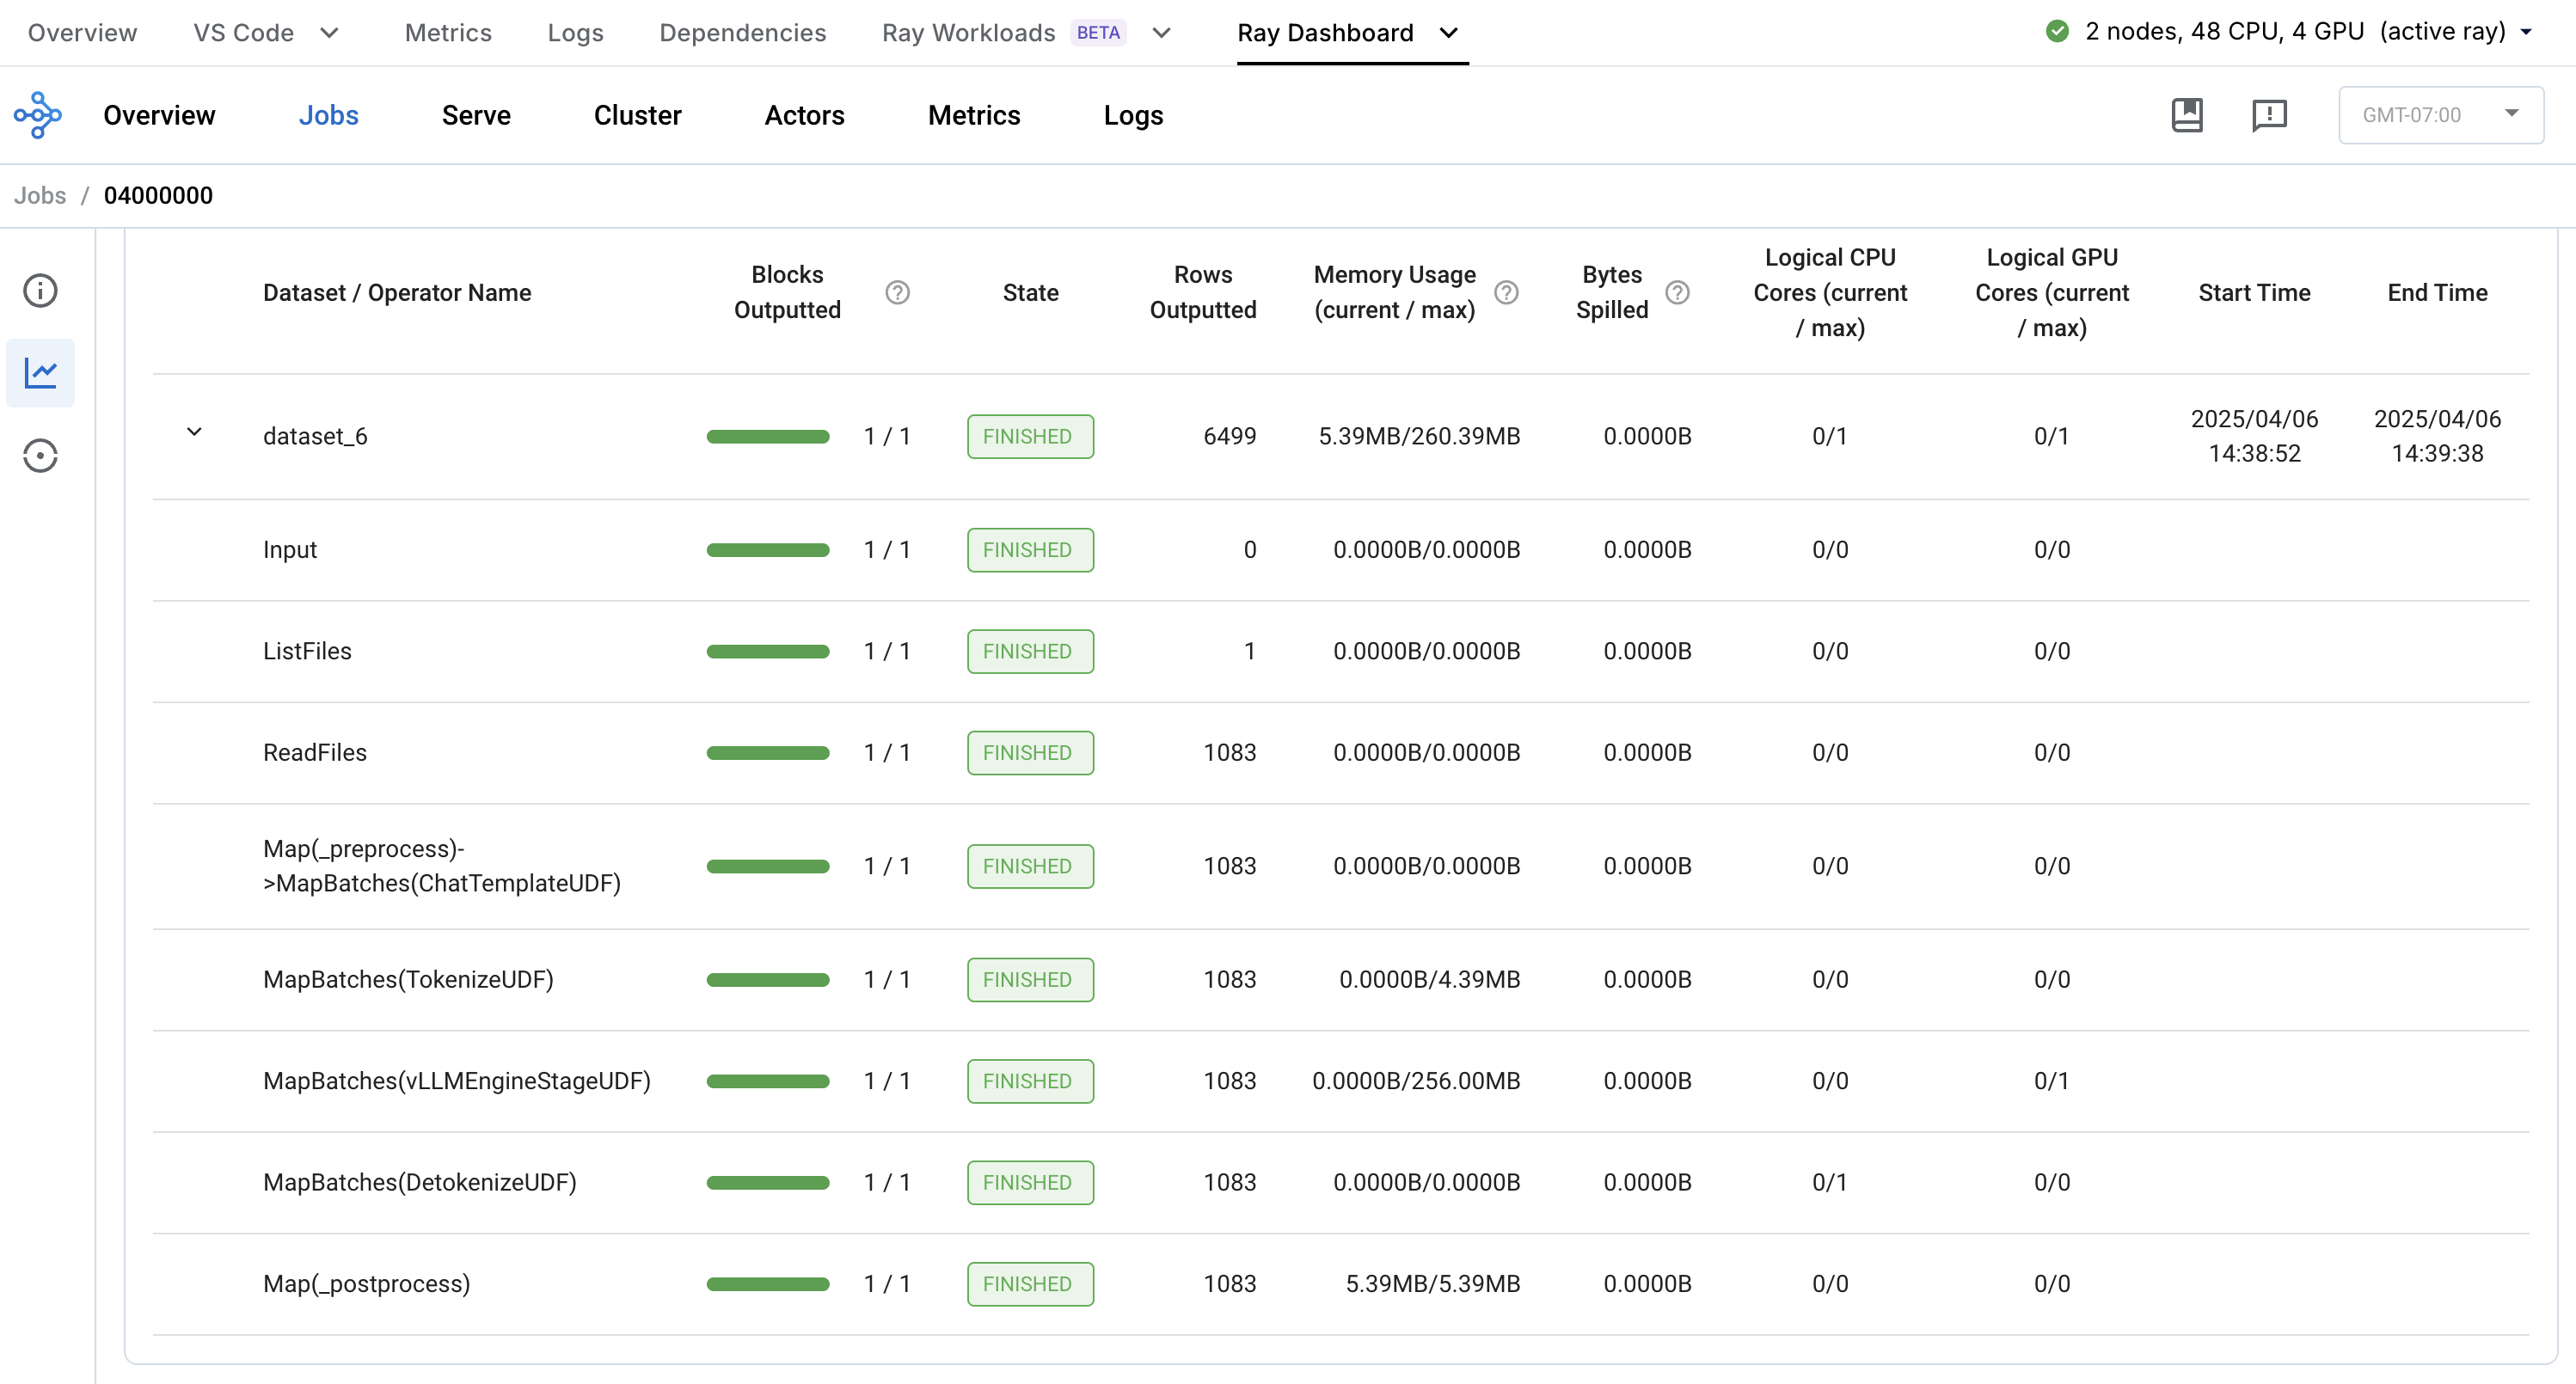 Overview VS Code Metrics Logs Dependencies Ray Workloads BETA Ray Dashboard 2 nodes, 48 CPU, 4 GPU (active ray)
Overview Jobs Serve Cluster Actors Metrics Logs GMT-07:00
Jobs / 04000000
Dataset / Operator Name
Blocks
Outputted
State
Rows
Outputted
Memory Usage
(current / max)
Bytes
Spilled
Logical CPU
Cores (current
/ max)
Logical GPU
Cores (current
/ max)
Start Time
End Time
dataset_6 1 / 1 FINISHED 6499 5.39MB/260.39MB 0.0000B 0/1 0/1
2025/04/06
14:38:52
2025/04/06
14:39:38
Input 1 / 1 FINISHED 0 0.0000B/0.0000B 0.0000B 0/0 0/0
ListFiles 1 / 1 FINISHED 1 0.0000B/0.0000B 0.0000B 0/0 0/0
ReadFiles 1 / 1 FINISHED 1083 0.0000B/0.0000B 0.0000B 0/0 0/0
Map(_preprocess)-
>MapBatches(ChatTemplateUDF)
1 / 1 FINISHED 1083 0.0000B/0.0000B 0.0000B 0/0 0/0
MapBatches(TokenizeUDF) 1 / 1 FINISHED 1083 0.0000B/4.39MB 0.0000B 0/0 0/0
MapBatches(vLLMEngineStageUDF) 1 / 1 FINISHED 1083 0.0000B/256.00MB 0.0000B 0/0 0/1
MapBatches(DetokenizeUDF) 1 / 1 FINISHED 1083 0.0000B/0.0000B 0.0000B 0/1 0/0
Map(_postprocess) 1 / 1 FINISHED 1083 5.39MB/5.39MB 0.0000B 0/0 0/0